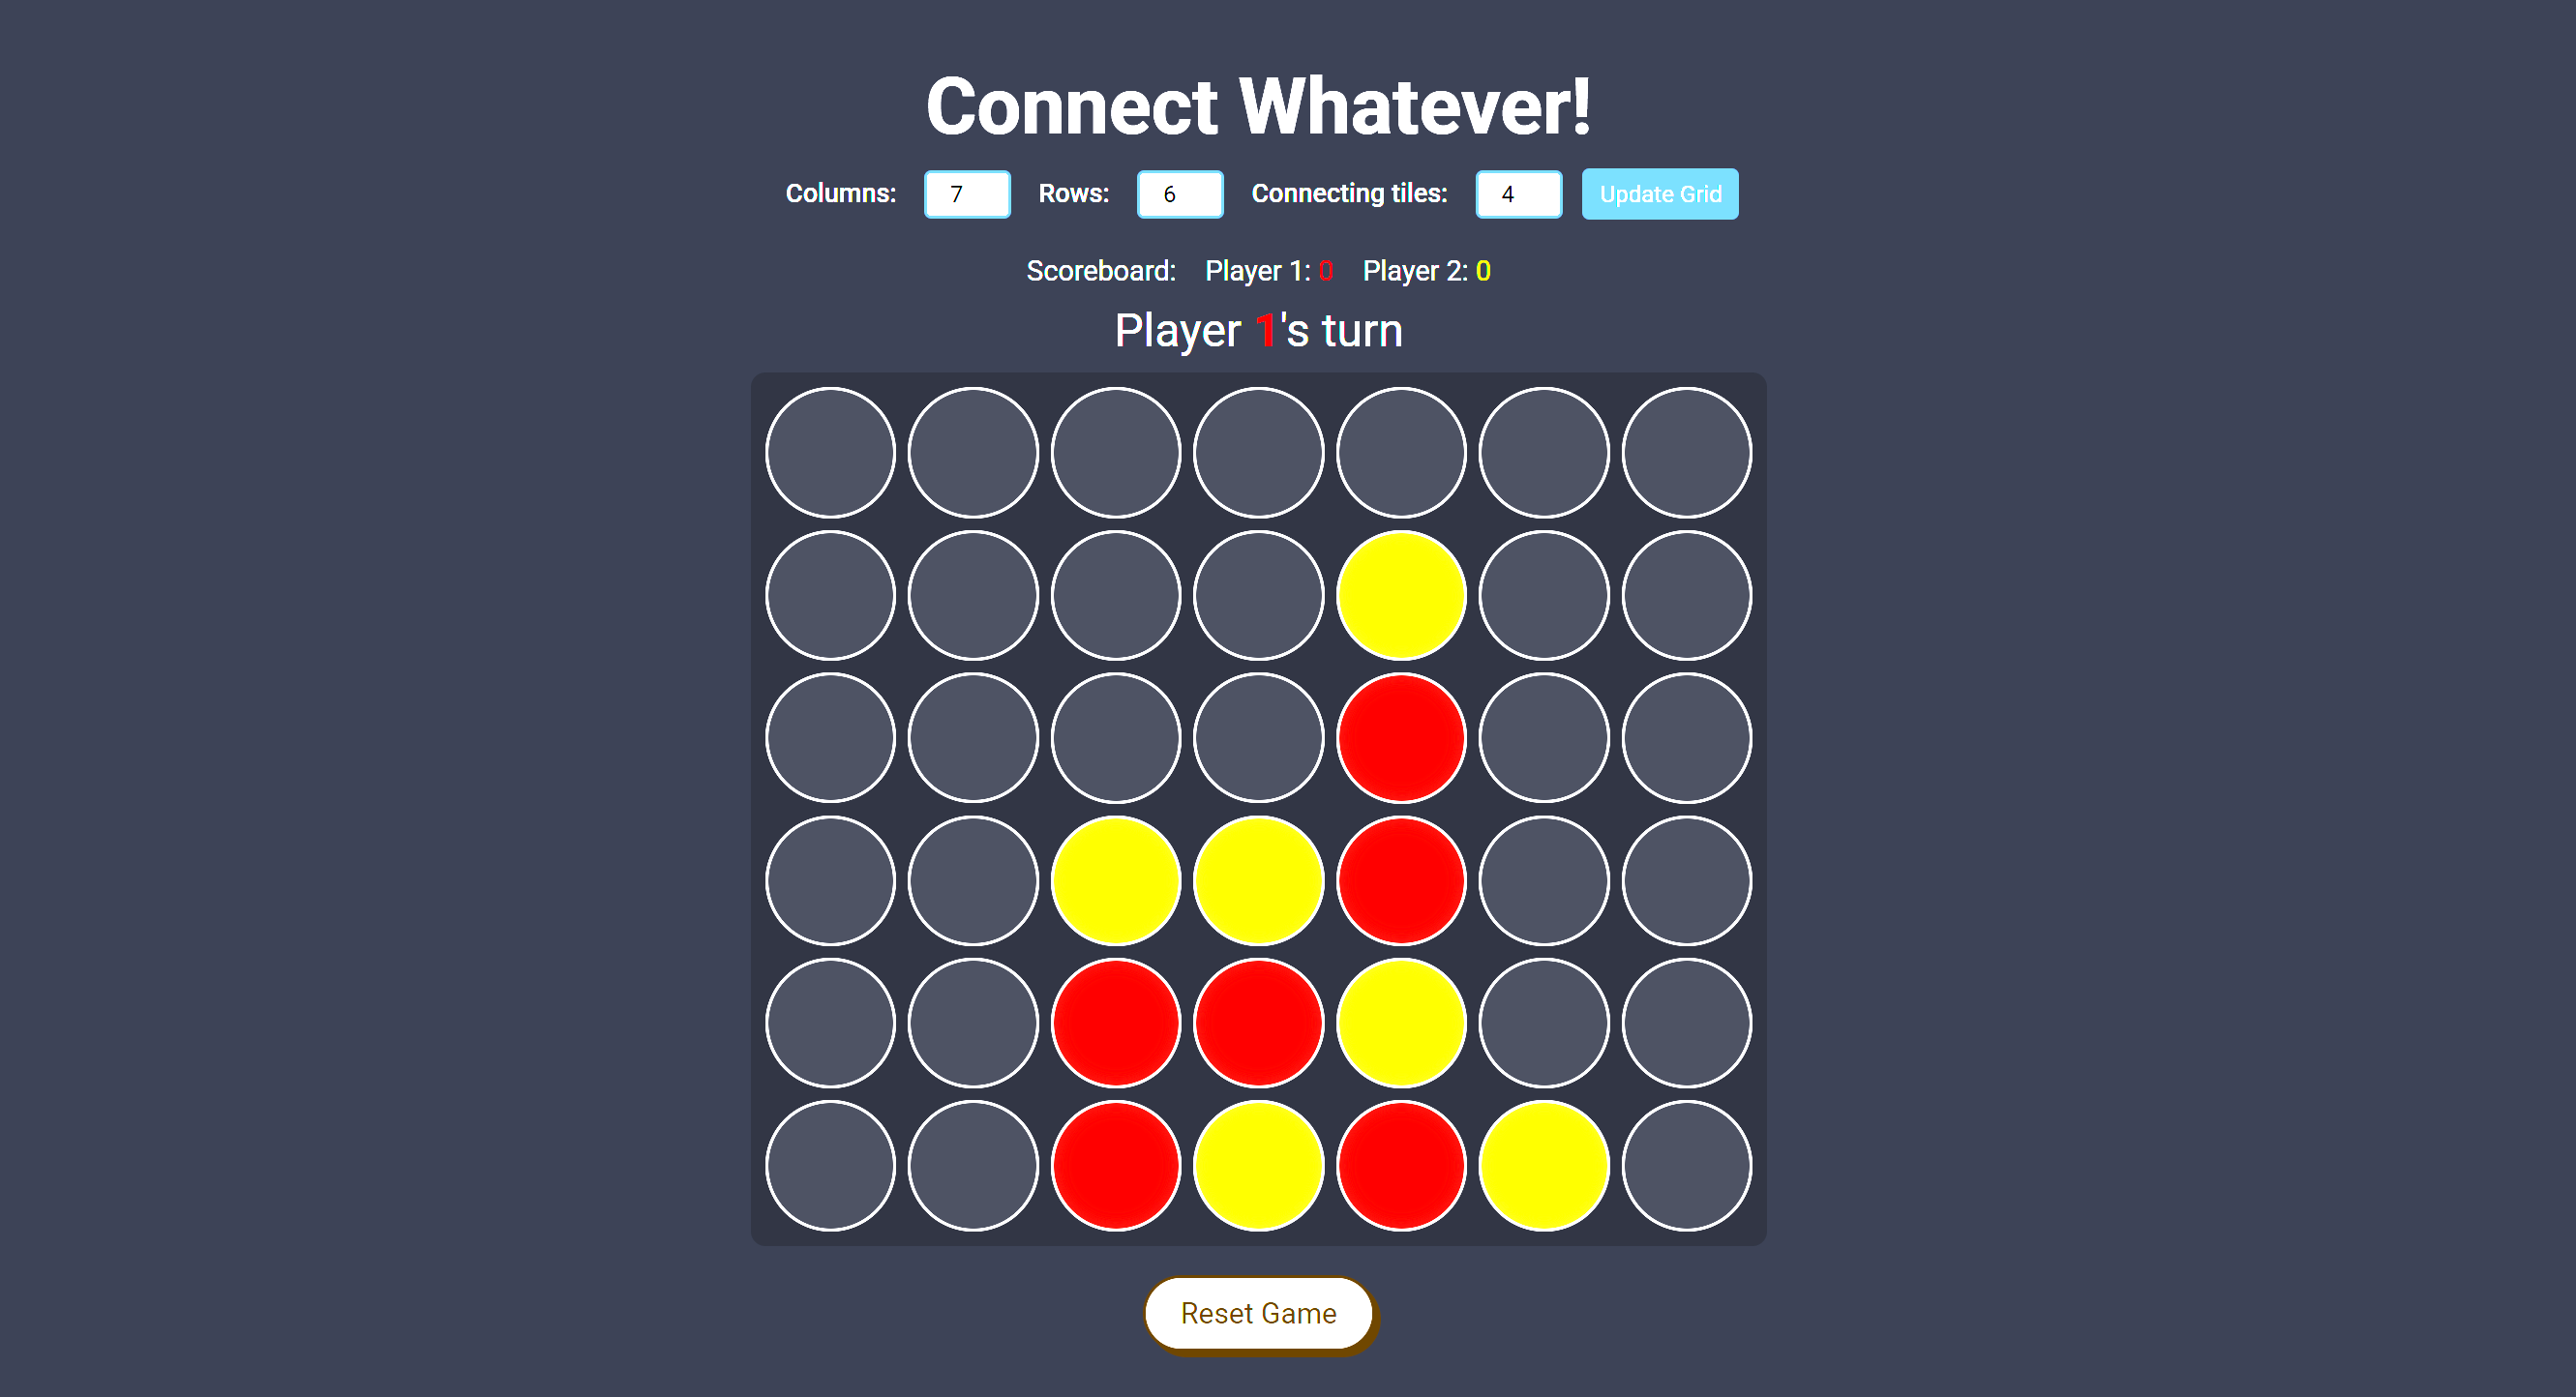 Connect Whatever!
Columns: 7 Rows: 6 Connecting tiles: 4 Update Grid
Scoreboard: Player 1: 0 Player 2: 0
Player 1's turn
Reset Game